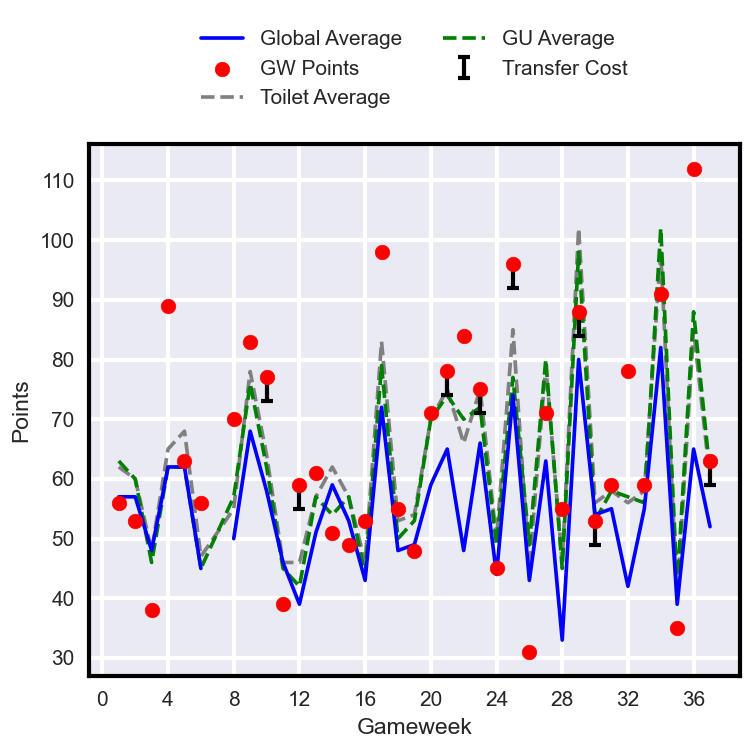 Global Average
GW Points
Toilet Average
GU Average
Transfer Cost
Points
110
100
90
80
70
60
50
40
30
0 4 8 12 16 20 24 28 32 36
Gameweek